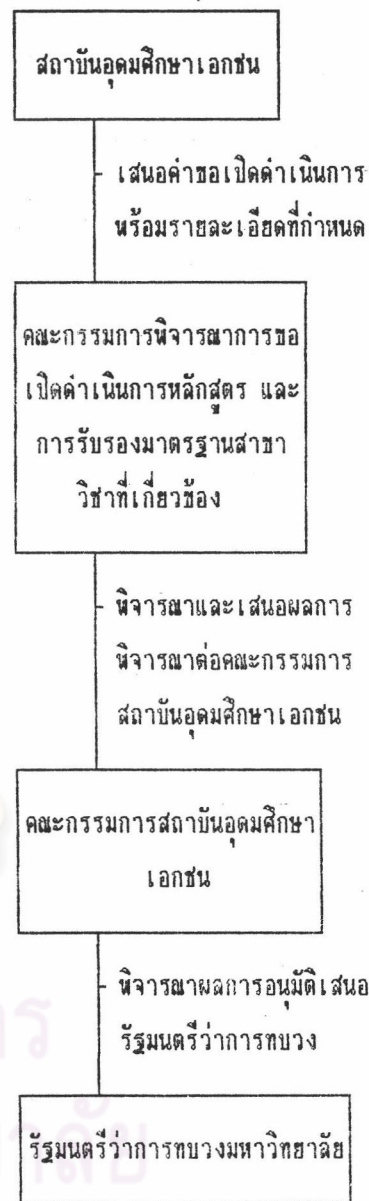 สถาบันอุดมศึกษาเอกชน
- เสนอคำขอเปิดดำเนินการ
พร้อมรายละเอียดที่กำหนด
คณะกรรมการพิจารณาการขอ
เปิดดำเนินการหลักสูตร และ
การรับรองมาตรฐานสาขา
วิชาที่เกี่ยวข้อง
- พิจารณาและเสนอผลการ
พิจารณาต่อคณะกรรมการ
สถาบันอุดมศึกษาเอกชน
คณะกรรมการสถาบันอุดมศึกษา
เอกชน
- พิจารณาผลการอนุมัติเสนอ
รัฐมนตรีว่าการทบวง
รัฐมนตรีว่าการทบวงมหาวิทยาลัย